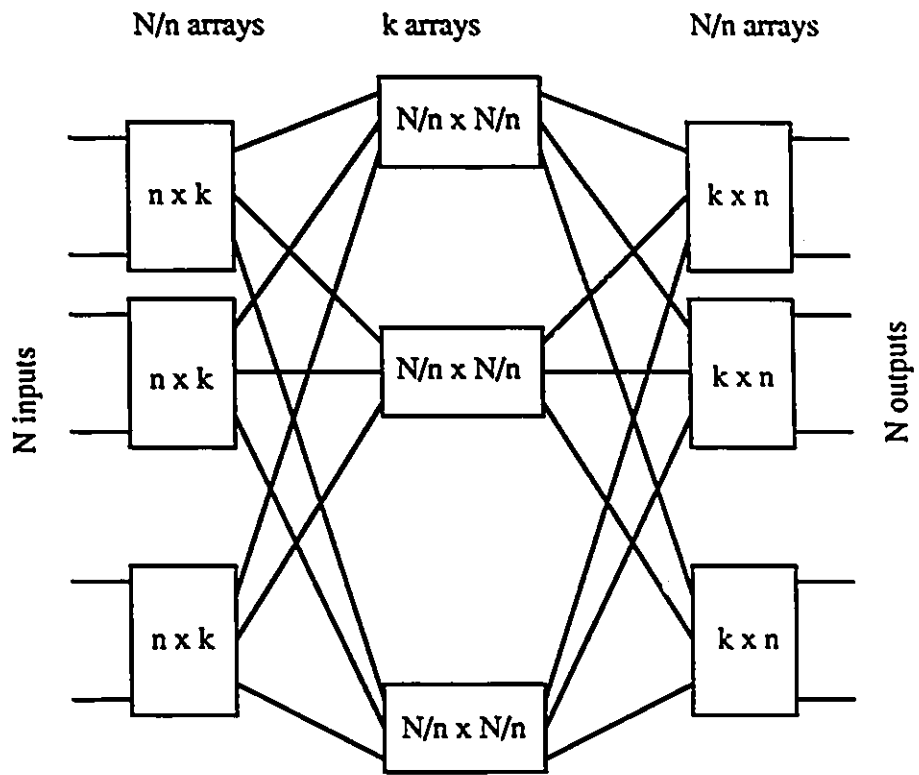 N/n arrays
k arrays
N/n arrays
N/n x N/n
n x k
k x n
N inputs
n x k
N/n x N/n
k x n
N outputs
n x k
k x n
N/n x N/n